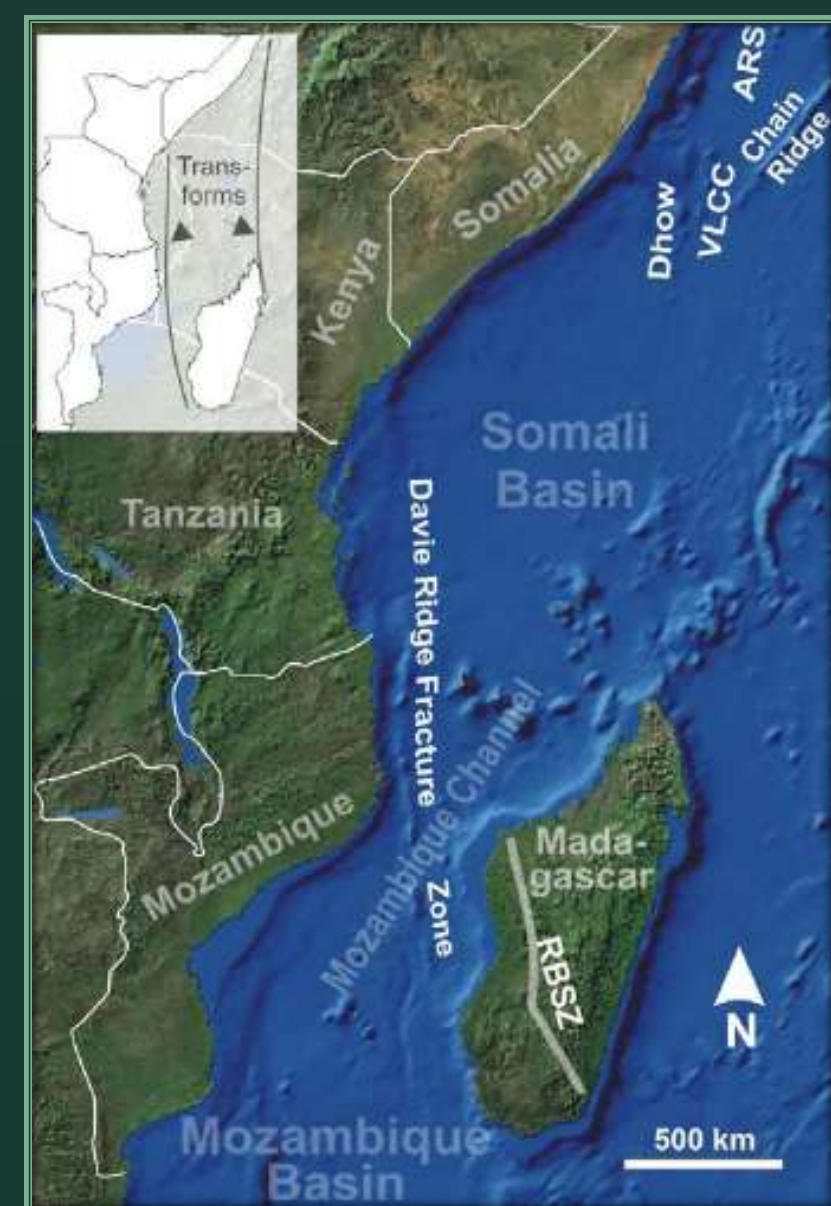 Trans-
forms
ARS
Chain
Ridge
VLCC
Dhow
Somalia
Kenya
Somali
Basin
Tanzania
Davie Ridge Fracture
Zone
Mozambique Channel
Mozambique
Mada-
gascar
RBSZ
N
500 km
Mozambique
Basin